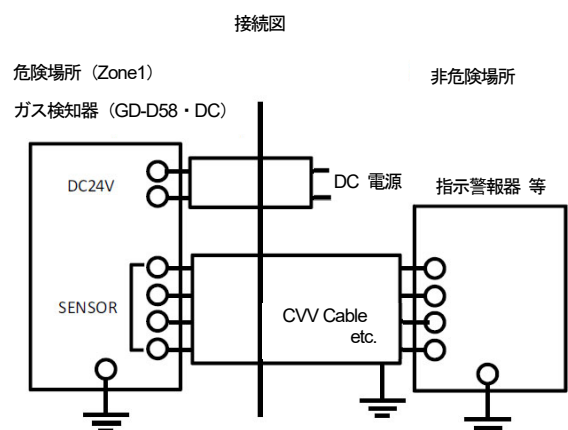 接続図
危険場所（Zone1）
非危険場所
ガス検知器（GD-D58・DC）
DC24V
DC 電源
指示警報器 等
SENSOR
CVV Cable
etc.